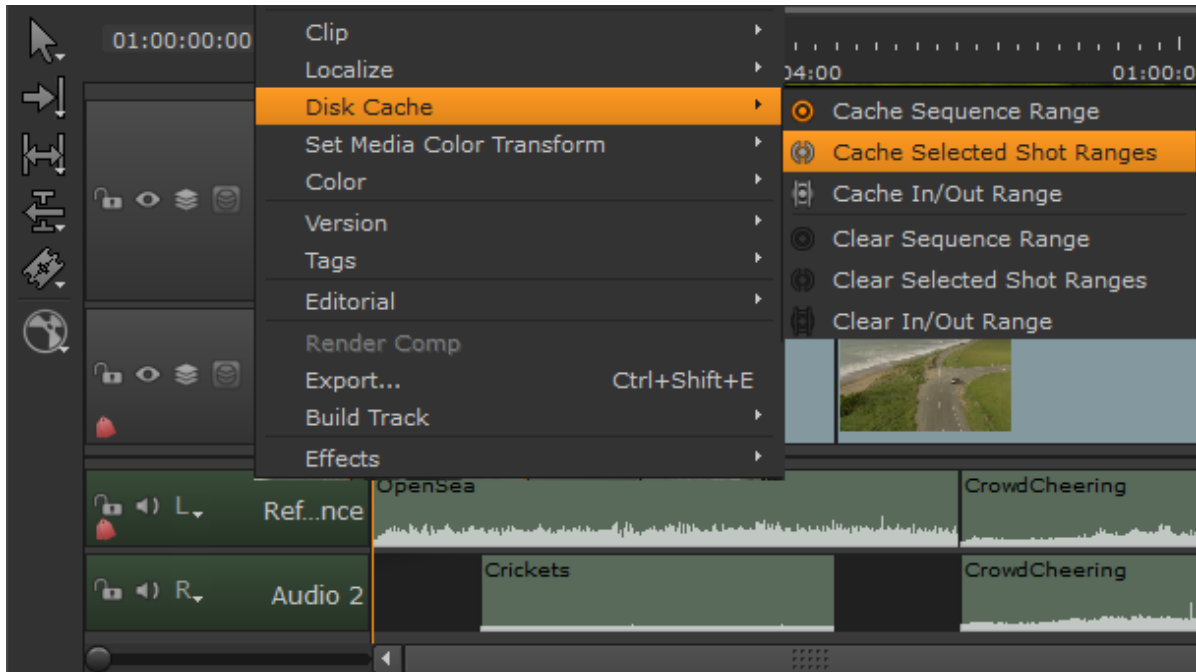 01:00:00:00
04:00
01:00:0
Clip
Localize
Disk Cache
Set Media Color Transform
Color
Version
Tags
Editorial
Render Comp
Export... Ctrl+Shift+E
Build Track
Effects
Cache Sequence Range
Cache Selected Shot Ranges
Cache In/Out Range
Clear Sequence Range
Clear Selected Shot Ranges
Clear In/Out Range
L Ref...nce
OpenSea
CrowdCheering
R Audio 2
Crickets
CrowdCheering